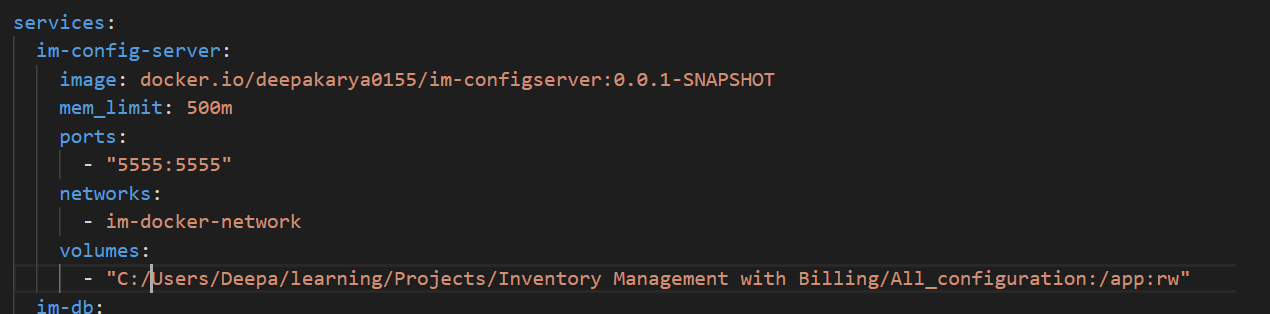 services:
im-config-server:
image: docker.io/deepakarya0155/im-configserver:0.0.1-SNAPSHOT
mem_limit: 500m
ports:
- "5555:5555"
networks:
- im-docker-network
volumes:
- "C:/Users/Deepa/learning/Projects/Inventory Management with Billing/All_configuration:/app:rw"
im-db: